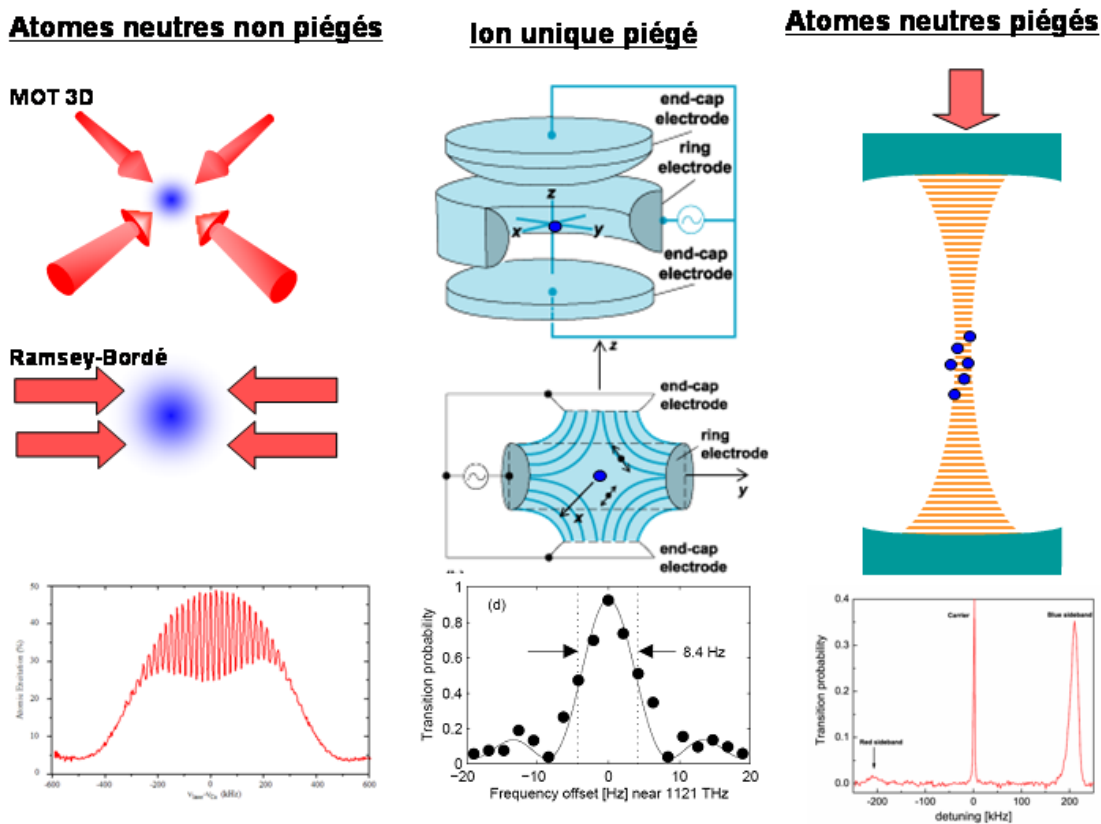 Atomes neutres non piégés
MOT 3D
Ramsey-Bordé
50
40
30
20
10
0
Atomic Excitation (%)
-600
-400
-200
0
200
400
600
(kHz)
Ion unique piégé
end-cap
electrode
ring
electrode
z
x
y
end-cap
electrode
z
end-cap
electrode
ring
electrode
y
x
end-cap
electrode
(d)
8.4 Hz
1
0.8
0.6
0.4
0.2
0
Transition probability
-20
-10
0
10
20
Frequency offset [Hz] near 1121 THz
Atomes neutres piégés
0.4
0.3
0.2
0.1
0.0
Transition probability
Carrier
Blue sideband
Red sideband
-200
-100
0
100
200
detuning [kHz]